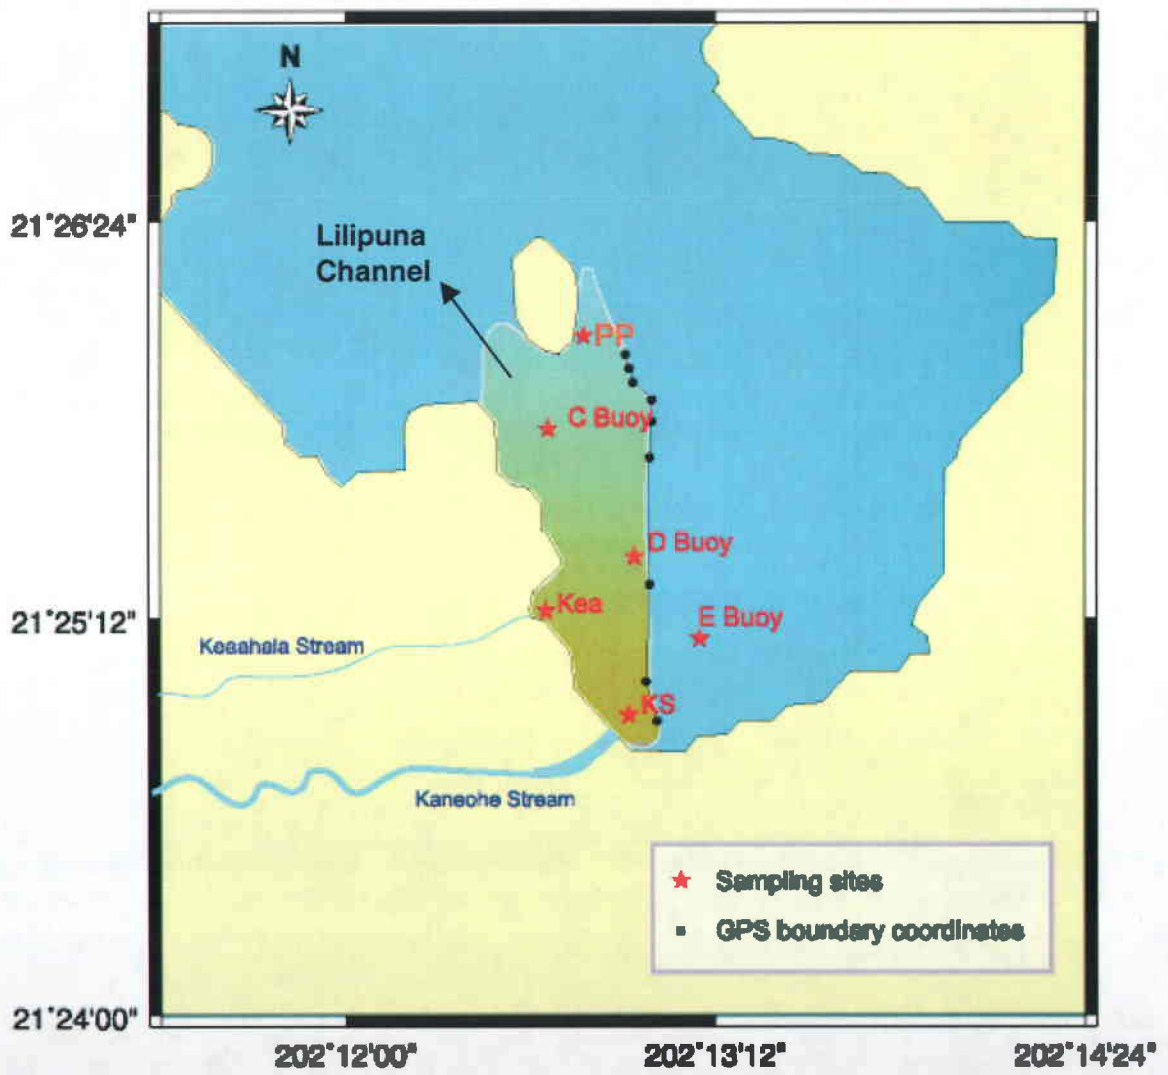 N
21°26'24"
Lilipuna
Channel
PP
C Buoy
D Buoy
Kea
E Buoy
21°25'12"
Keaahala Stream
KS
Kaneohe Stream
Sampling sites
GPS boundary coordinates
21°24'00"
202°12'00"
202°13'12"
202°14'24"